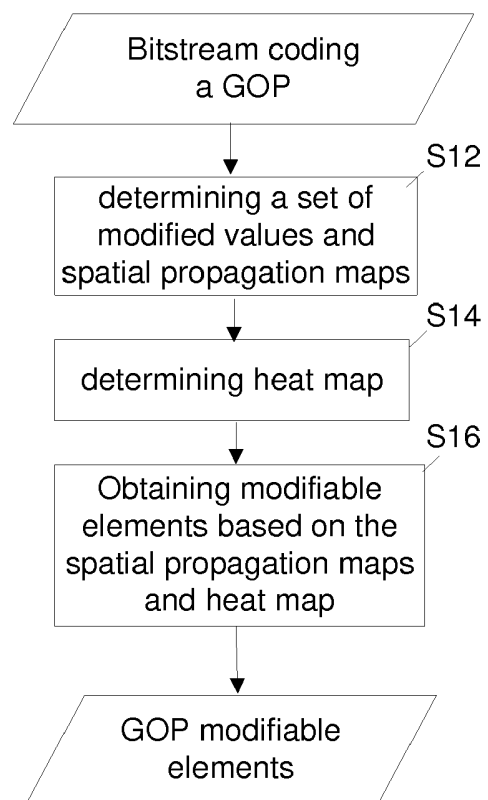 Bitstream coding
a GOP
S12
determining a set of
modified values and
spatial propagation maps
S14
determining heat map
S16
Obtaining modifiable
elements based on the
spatial propagation maps
and heat map
GOP modifiable
elements